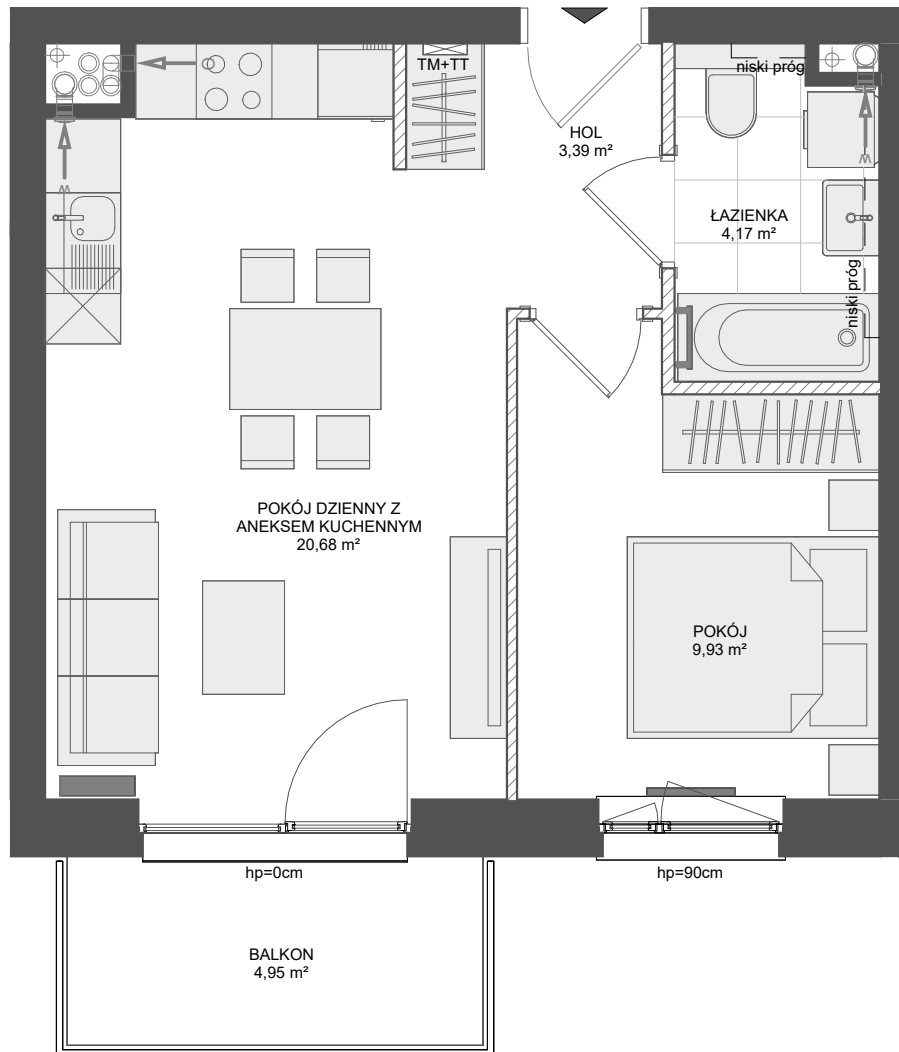 TM+TT
niski próg
HOL
3,39 m²
ŁAZIENKA
4,17 m²
niski próg
POKÓJ DZIENNY Z
ANEKSEM KUCHENNYM
20,68 m²
POKÓJ
9,93 m²
hp=0cm
hp=90cm
BALKON
4,95 m²